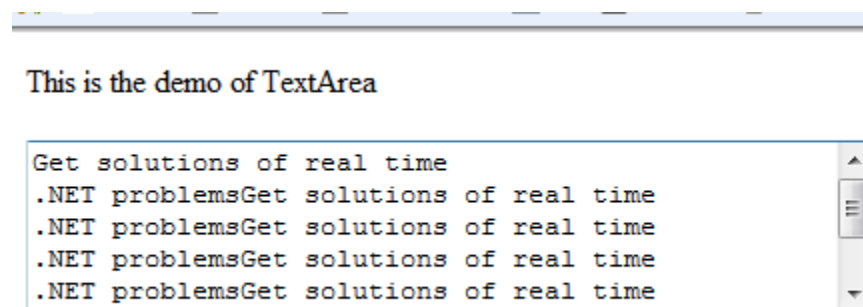 This is the demo of TextArea
Get solutions of real time
.NET problemsGet solutions of real time
.NET problemsGet solutions of real time
.NET problemsGet solutions of real time
.NET problemsGet solutions of real time